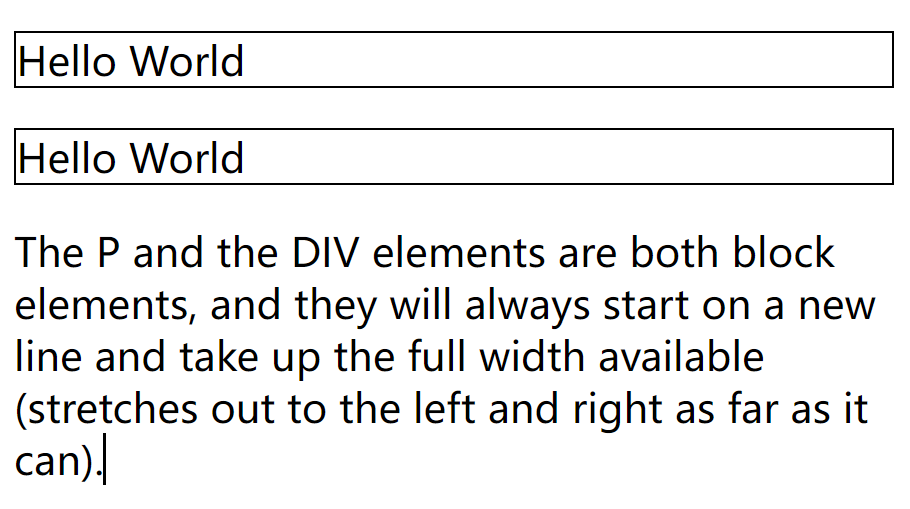 Hello World
Hello World
The P and the DIV elements are both block
elements, and they will always start on a new
line and take up the full width available
(stretches out to the left and right as far as it
can).